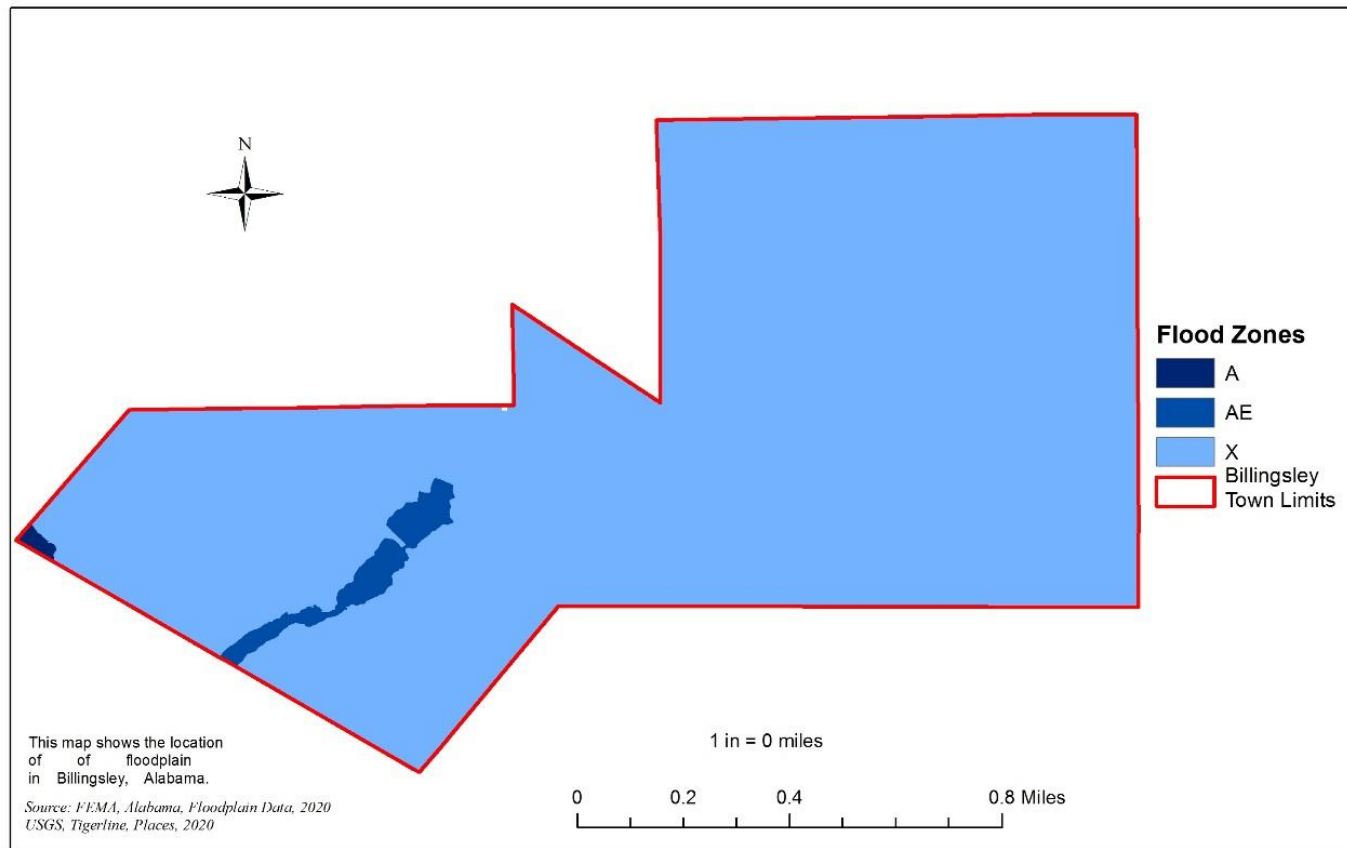 N
Flood Zones
A
AE
X
Billingsley
Town Limits
This map shows the location
of of floodplain
in Billingsley, Alabama.
Source: FEMA, Alabama, Floodplain Data, 2020
USGS, Tigerline, Places, 2020
1 in = 0 miles
0 0.2 0.4 0.8 Miles